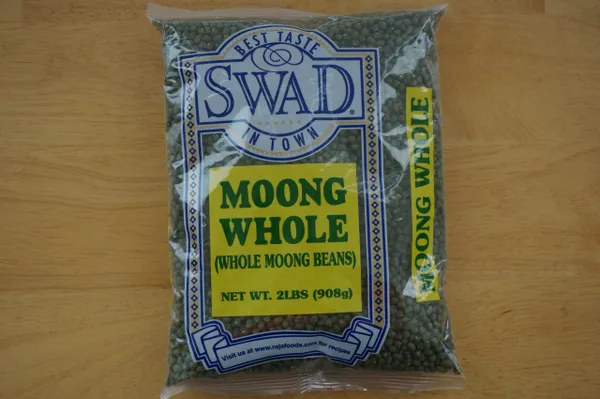 BEST TASTE
SWAD®
IN TOWN
MOONG
WHOLE
(WHOLE MOONG BEANS)
NET WT. 2LBS (908g)
Visit us at www.rajafoods.com for recipes
MOONG WHOLE